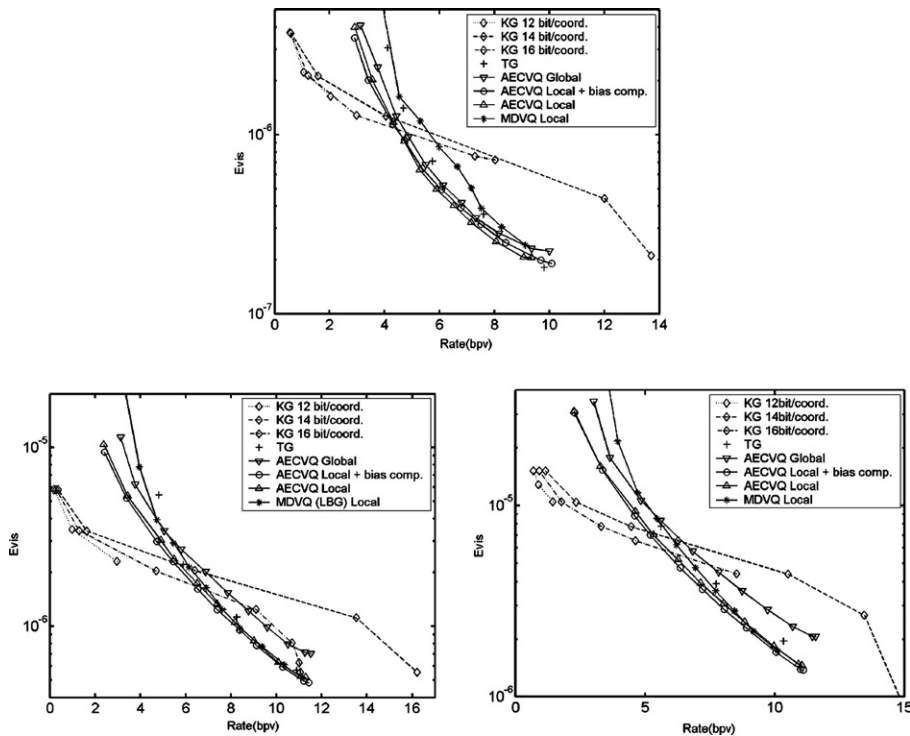 KG 12 bit/coord.
KG 14 bit/coord.
KG 16 bit/coord.
TG
AECVQ Global
AECVQ Local + bias comp.
AECVQ Local
MDVQ Local
Evis
10^-6
10^-7
0 2 4 6 8 10 12 14
Rate(bpv)
KG 12 bit/coord.
KG 14 bit/coord.
KG 16 bit/coord.
TG
AECVQ Global
AECVQ Local + bias comp.
AECVQ Local
MDVQ (LBG) Local
Evis
10^-5
10^-6
0 2 4 6 8 10 12 14 16
Rate(bpv)
KG 12bit/coord.
KG 14bit/coord.
KG 16bit/coord.
TG
AECVQ Global
AECVQ Local + bias comp.
AECVQ Local
MDVQ Local
Evis
10^-5
10^-6
0 5 10 15
Rate(bpv)